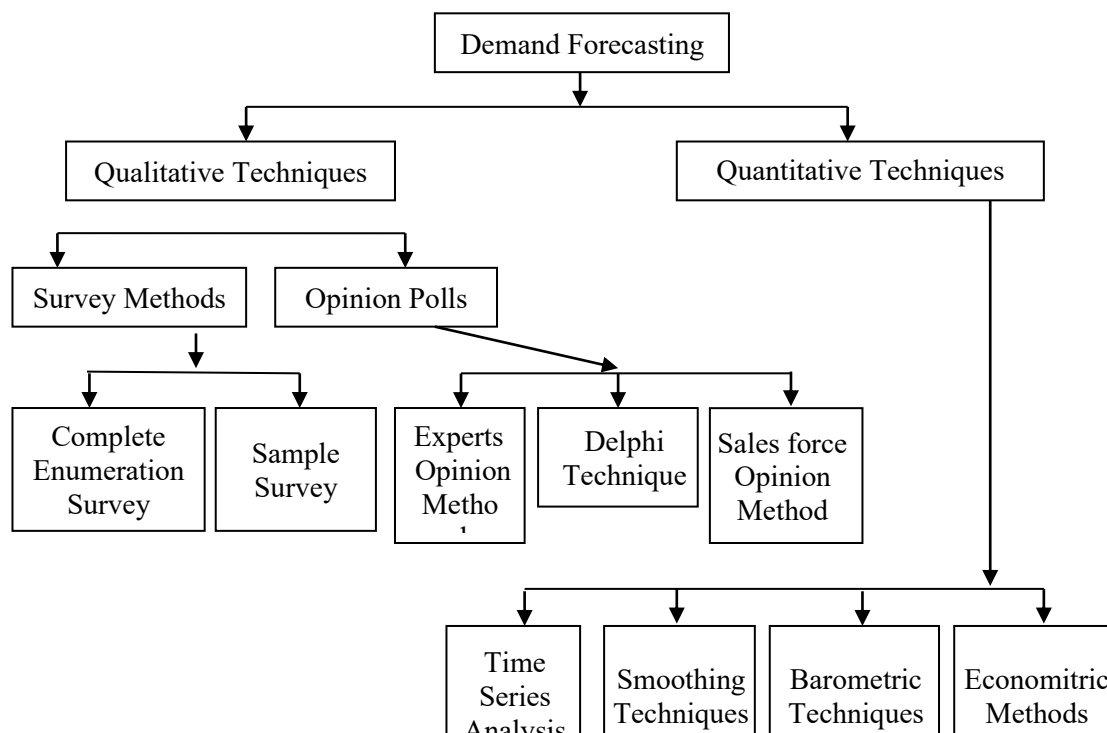 Demand Forecasting
Qualitative Techniques
Quantitative Techniques
Survey Methods
Opinion Polls
Complete
Enumeration
Survey
Sample
Survey
Experts
Opinion
Metho
Delphi
Technique
Sales force
Opinion
Method
Time
Series
Analysis
Smoothing
Techniques
Barometric
Techniques
Economitric
Methods